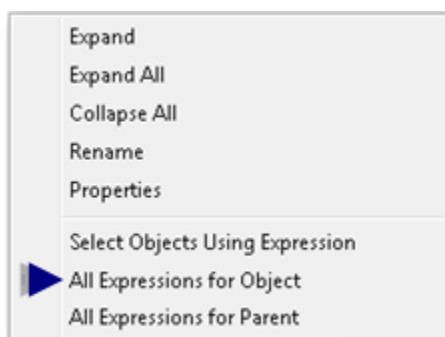 Expand
Expand All
Collapse All
Rename
Properties
Select Objects Using Expression
All Expressions for Object
All Expressions for Parent